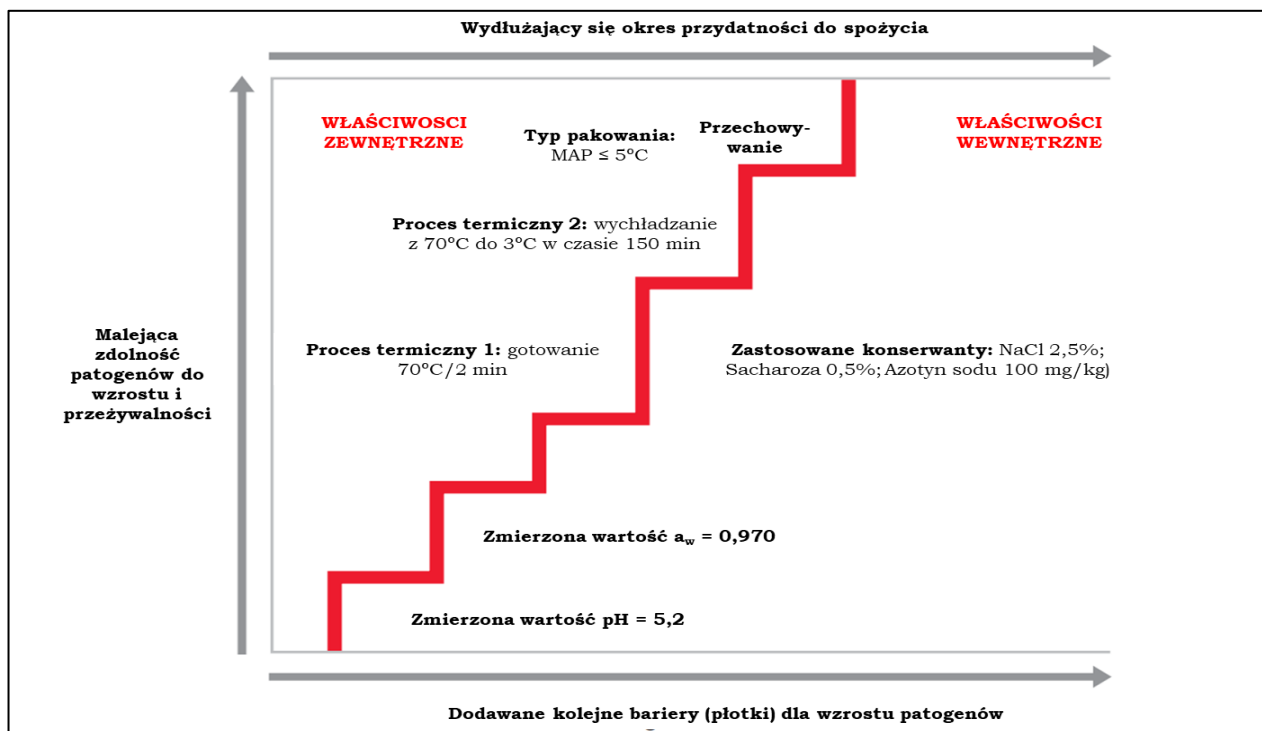 Wydłużający się okres przydatności do spożycia
WŁAŚCIWOSCI
ZEWNĘTRZNE
Typ pakowania:
MAP ≤ 5°C
Przechowy-
wanie
WŁAŚCIWOŚCI
WEWNĘTRZNE
Proces termiczny 2: wychładzanie
z 70°C do 3°C w czasie 150 min
Malejąca
zdolność
patogenów do
wzrostu i
przeżywalności
Proces termiczny 1: gotowanie
70°C/2 min
Zastosowane konserwanty: NaCl 2,5%;
Sacharoza 0,5%; Azotyn sodu 100 mg/kg)
Zmierzona wartość aw = 0,970
Zmierzona wartość pH = 5,2
Dodawane kolejne bariery (płotki) dla wzrostu patogenów